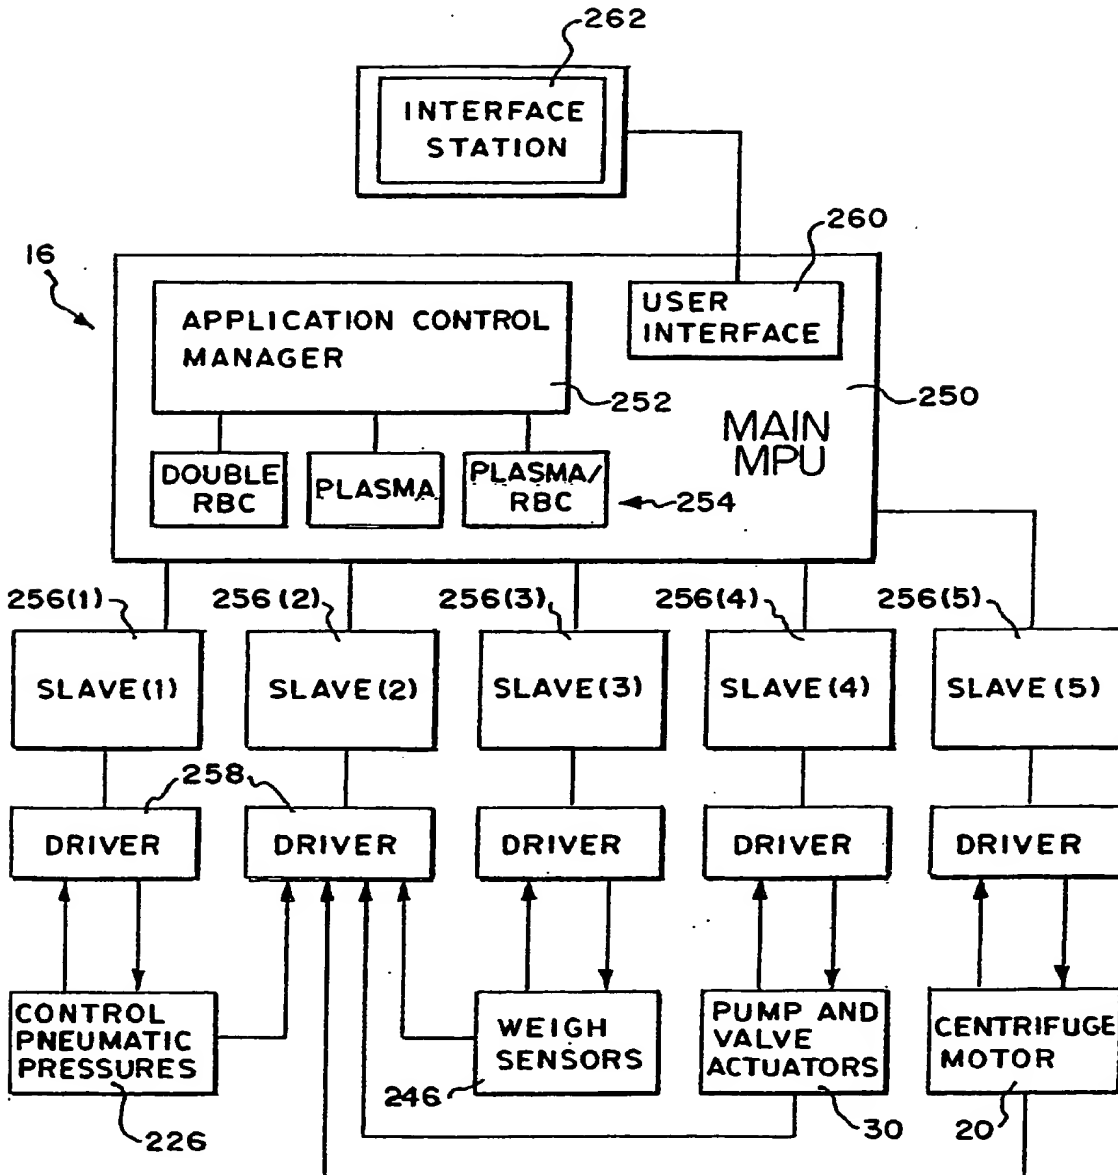 262
INTERFACE
STATION
260
16
APPLICATION CONTROL
MANAGER
USER
INTERFACE
252
250
MAIN
MPU
DOUBLE
RBC
PLASMA
PLASMA/
RBC
254
256(1)
256(2)
256(3)
256(4)
256(5)
SLAVE(1)
SLAVE(2)
SLAVE(3)
SLAVE(4)
SLAVE(5)
258
DRIVER
DRIVER
DRIVER
DRIVER
DRIVER
CONTROL
PNEUMATIC
PRESSURES
WEIGH
SENSORS
PUMP AND
VALVE
ACTUATORS
CENTRIFUGE
MOTOR
226
246
30
20